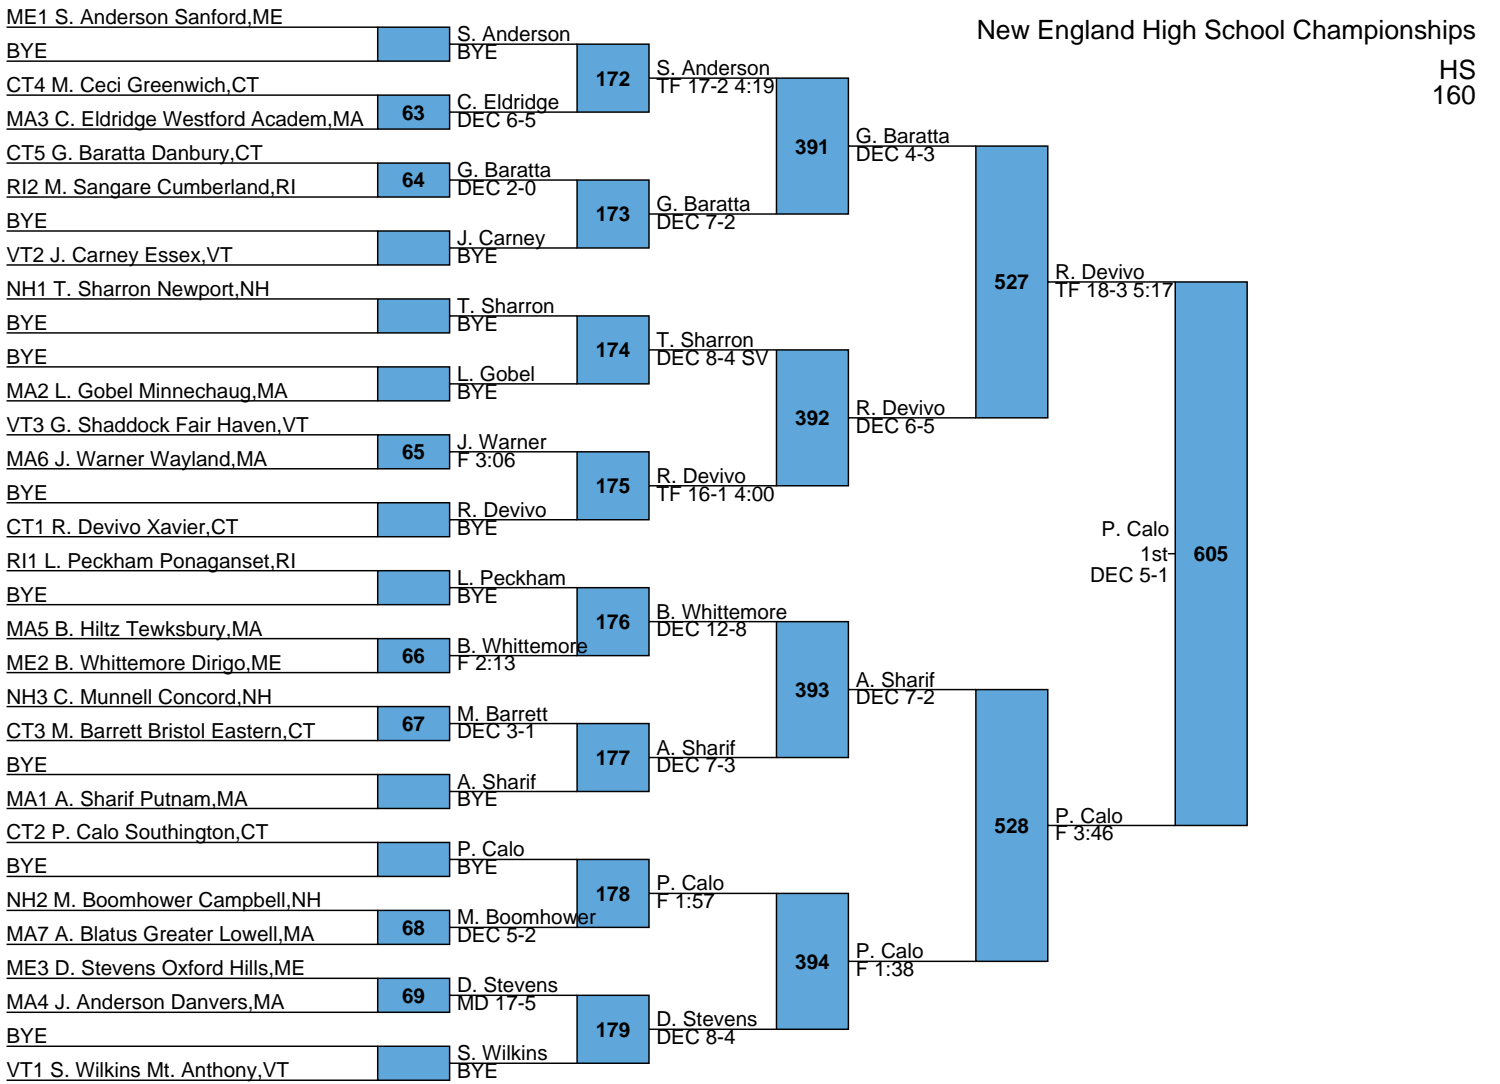 New England High School Championships
HS
160
ME1 S. Anderson Sanford,ME
BYE
CT4 M. Ceci Greenwich,CT
MA3 C. Eldridge Westford Academ,MA
CT5 G. Baratta Danbury,CT
RI2 M. Sangare Cumberland,RI
BYE
VT2 J. Carney Essex,VT
NH1 T. Sharron Newport,NH
BYE
BYE
MA2 L. Gobel Minnechaug,MA
VT3 G. Shaddock Fair Haven,VT
MA6 J. Warner Wayland,MA
BYE
CT1 R. Devivo Xavier,CT
RI1 L. Peckham Ponaganset,RI
BYE
MA5 B. Hiltz Tewksbury,MA
ME2 B. Whittemore Dirigo,ME
NH3 C. Munnell Concord,NH
CT3 M. Barrett Bristol Eastern,CT
BYE
MA1 A. Sharif Putnam,MA
CT2 P. Calo Southington,CT
BYE
NH2 M. Boomhower Campbell,NH
MA7 A. Blatus Greater Lowell,MA
ME3 D. Stevens Oxford Hills,ME
MA4 J. Anderson Danvers,MA
BYE
VT1 S. Wilkins Mt. Anthony,VT
63
64
65
66
67
68
69
S. Anderson
BYE
C. Eldridge
DEC 6-5
G. Baratta
DEC 2-0
J. Carney
BYE
T. Sharron
BYE
L. Gobel
BYE
J. Warner
F 3:06
R. Devivo
BYE
L. Peckham
BYE
B. Whittemore
F 2:13
M. Barrett
DEC 3-1
A. Sharif
BYE
P. Calo
BYE
M. Boomhower
DEC 5-2
D. Stevens
MD 17-5
S. Wilkins
BYE
172
173
174
175
176
177
178
179
S. Anderson
TF 17-2 4:19
G. Baratta
DEC 7-2
T. Sharron
DEC 8-4 SV
R. Devivo
TF 16-1 4:00
B. Whittemore
DEC 12-8
A. Sharif
DEC 7-3
P. Calo
F 1:57
D. Stevens
DEC 8-4
391
392
393
394
G. Baratta
DEC 4-3
R. Devivo
DEC 6-5
A. Sharif
DEC 7-2
P. Calo
F 1:38
527
528
R. Devivo
TF 18-3 5:17
P. Calo
F 3:46
P. Calo
1st
DEC 5-1
605